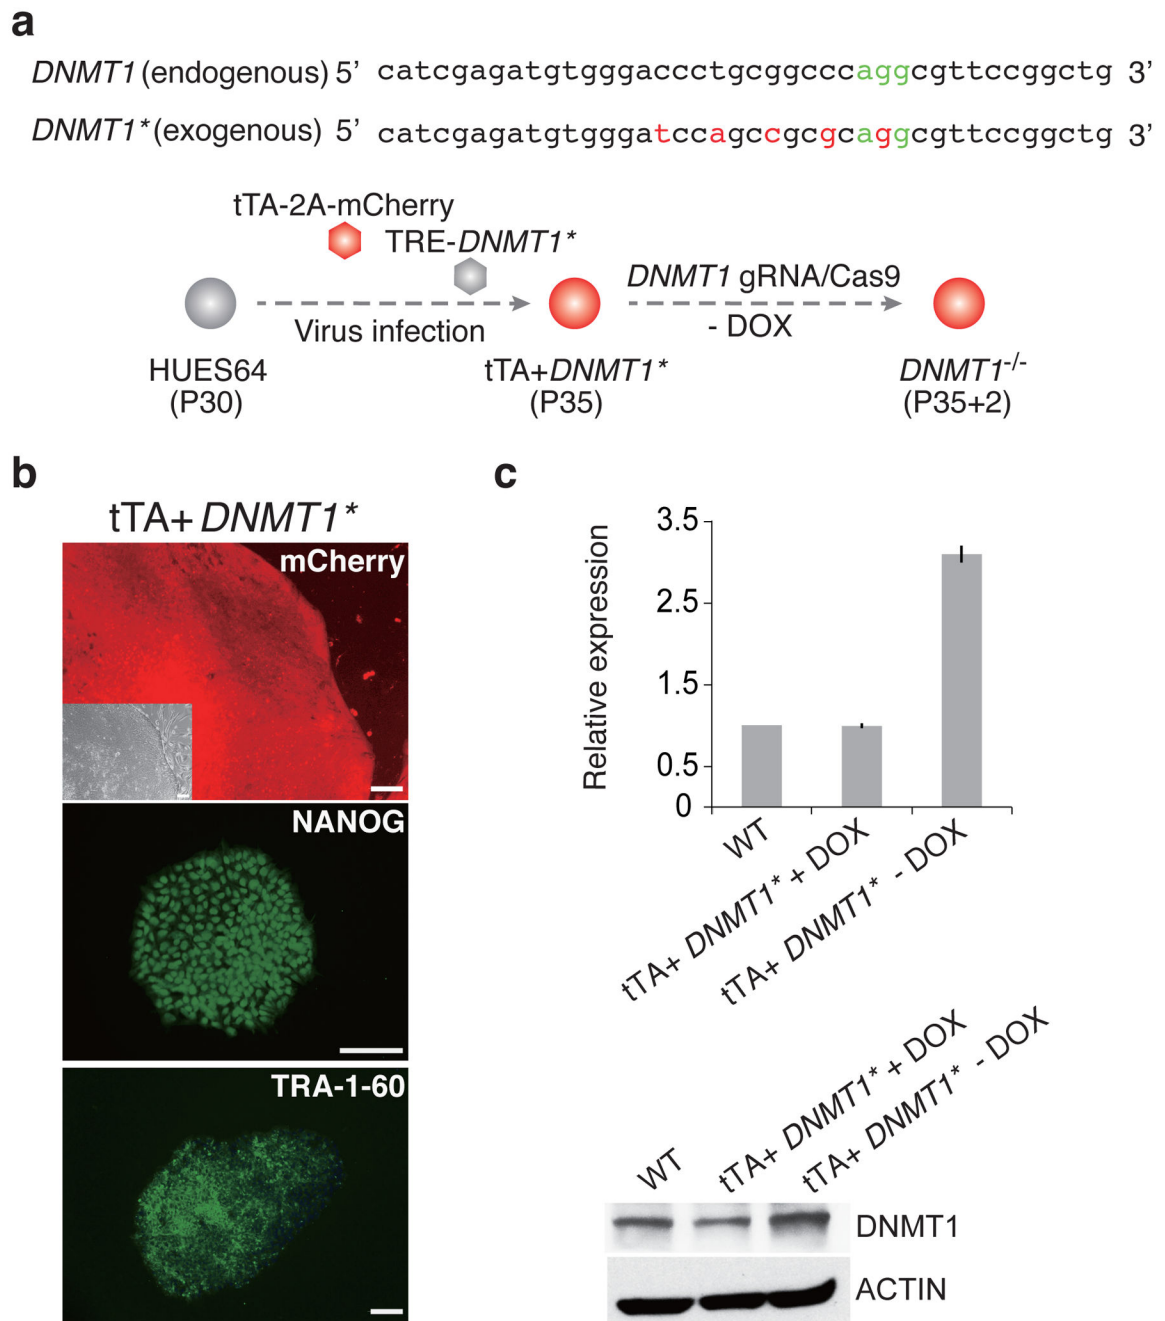 a
DNMT1 (endogenous) 5’ catcgagatgtgggaccctgcggcccaggcgttccggctg 3’
DNMT1* (exogenous) 5’ catcgagatgtgggatccagccgcgcaggcgttccggctg 3’
tTA-2A-mCherry
TRE-DNMT1*
Virus infection
DNMT1 gRNA/Cas9
- DOX
HUES64
(P30)
tTA+DNMT1*
(P35)
DNMT1-/-
(P35+2)
b
tTA+ DNMT1*
mCherry
NANOG
TRA-1-60
c
Relative expression
3.5
2.5
1.5
0.5
0
WT
tTA+ DNMT1* + DOX
tTA+ DNMT1* - DOX
WT
tTA+ DNMT1* + DOX
tTA+ DNMT1* - DOX
DNMT1
ACTIN